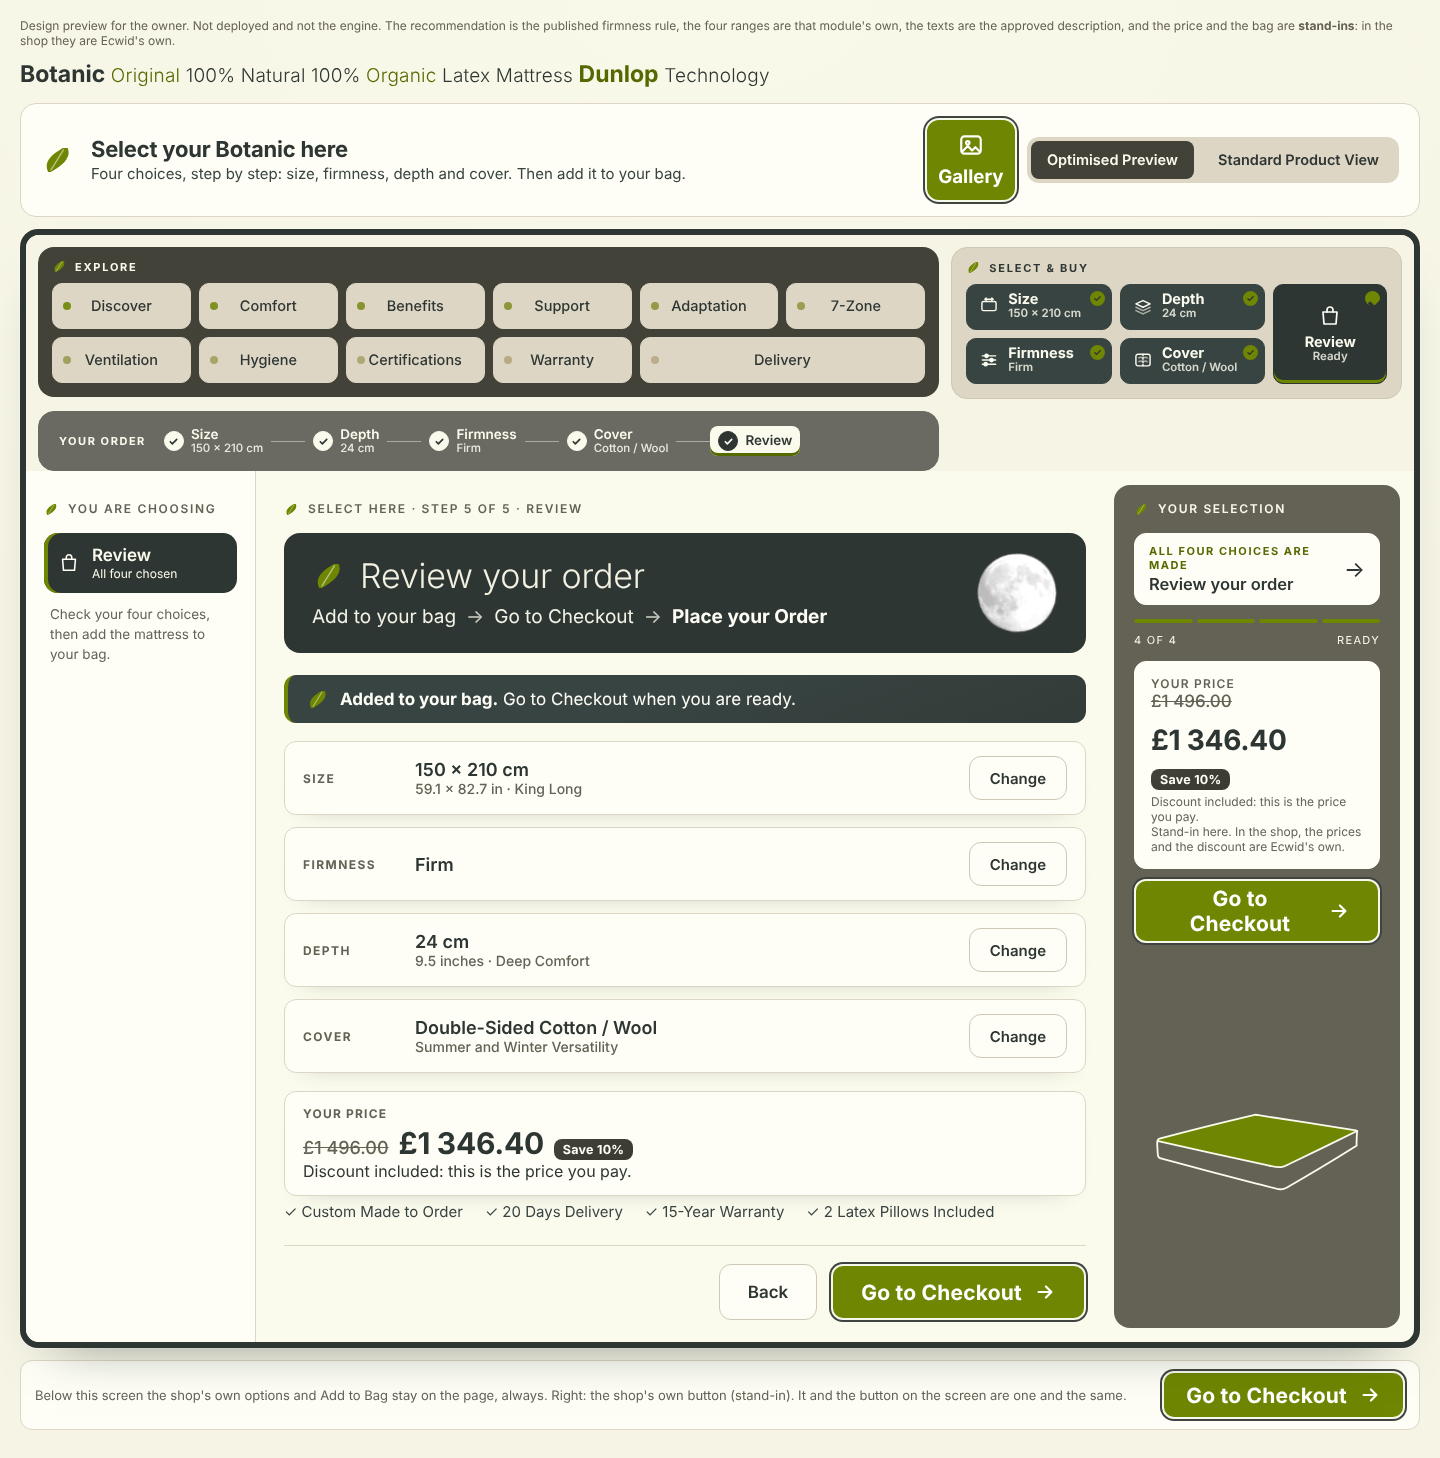 Design preview for the owner. Not deployed and not the engine. The recommendation is the published firmness rule, the four ranges are that module's own, the texts are the approved description, and the price and the bag are stand-ins: in the
shop they are Ecwid's own.
Botanic Original 100% Natural 100% Organic Latex Mattress Dunlop Technology
Select your Botanic here
Four choices, step by step: size, firmness, depth and cover. Then add it to your bag.
Gallery
Optimised Preview
Standard Product View
EXPLORE
Discover
Comfort
Benefits
Support
Adaptation
7-Zone
Ventilation
Hygiene
Certifications
Warranty
Delivery
SELECT & BUY
Size
150 × 210 cm
Depth
24 cm
Firmness
Firm
Cover
Cotton / Wool
Review
Ready
YOUR ORDER
Size
150 × 210 cm
Depth
24 cm
Firmness
Firm
Cover
Cotton / Wool
Review
YOU ARE CHOOSING
Review
All four chosen
Check your four choices,
then add the mattress to
your bag.
SELECT HERE · STEP 5 OF 5 · REVIEW
Review your order
Add to your bag → Go to Checkout → Place your Order
Added to your bag. Go to Checkout when you are ready.
SIZE
150 × 210 cm
59.1 × 82.7 in · King Long
Change
FIRMNESS
Firm
Change
DEPTH
24 cm
9.5 inches · Deep Comfort
Change
COVER
Double-Sided Cotton / Wool
Summer and Winter Versatility
Change
YOUR PRICE
£1 496.00 £1 346.40 Save 10%
Discount included: this is the price you pay.
✓ Custom Made to Order ✓ 20 Days Delivery ✓ 15-Year Warranty ✓ 2 Latex Pillows Included
Back
Go to Checkout →
YOUR SELECTION
ALL FOUR CHOICES ARE
MADE
Review your order →
4 OF 4
READY
YOUR PRICE
£1 496.00
£1 346.40
Save 10%
Discount included: this is the price
you pay.
Stand-in here. In the shop, the prices
and the discount are Ecwid's own.
Go to
Checkout →
Below this screen the shop's own options and Add to Bag stay on the page, always. Right: the shop's own button (stand-in). It and the button on the screen are one and the same.
Go to Checkout →